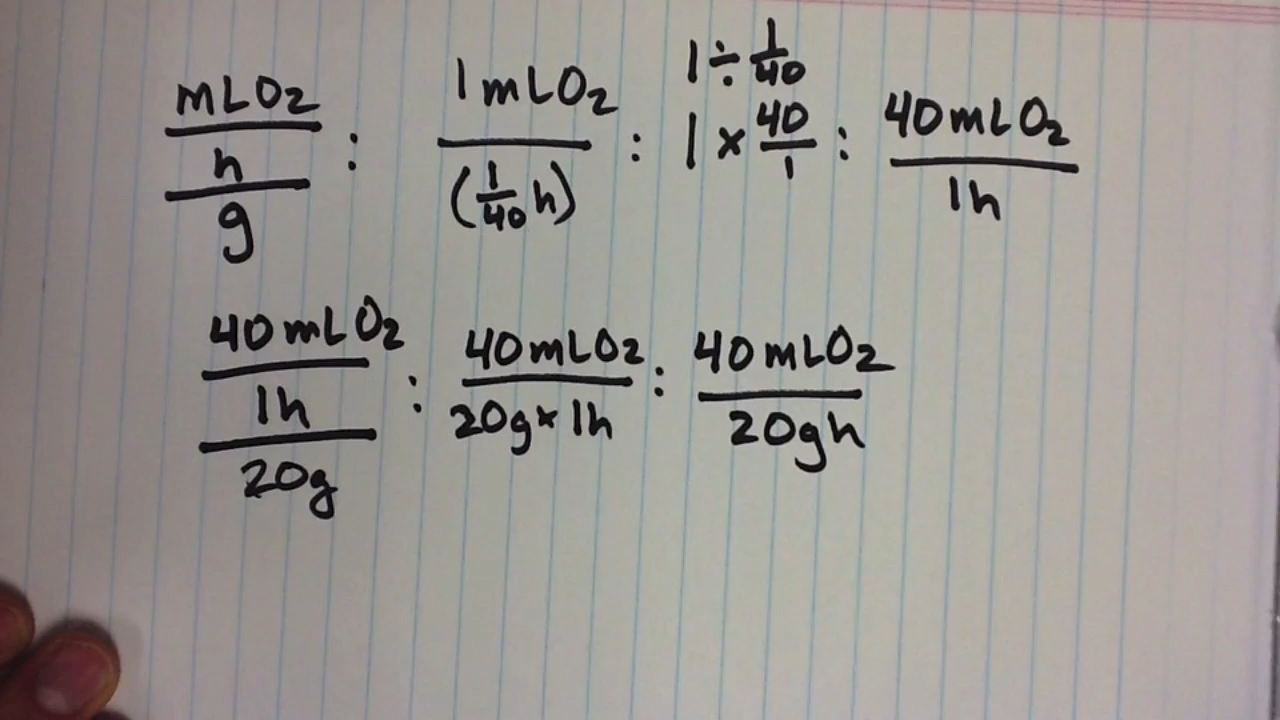 mLO₂ / h / g : 1mLO₂ / (1/40 h) : 1 ÷ 1/40
1 × 40/1 : 40mLO₂ / 1h
40mLO₂ / 1h / 20g : 40mLO₂ / 20g×1h : 40mLO₂ / 20gh